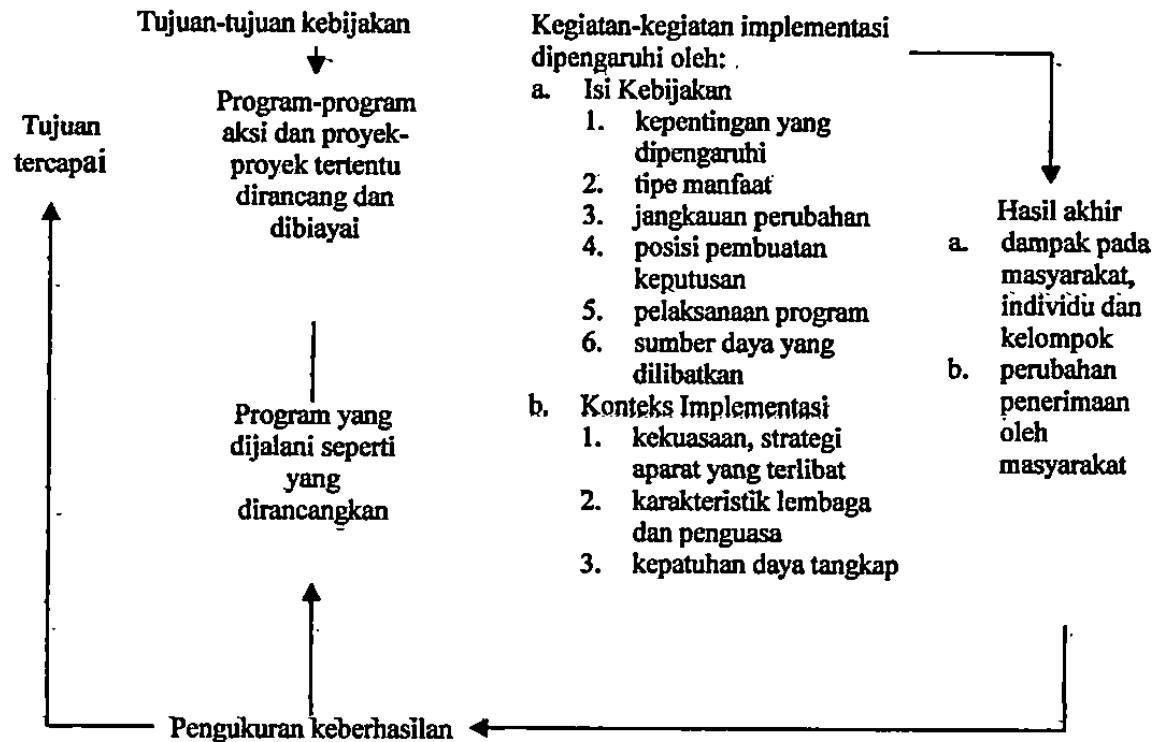 Tujuan-tujuan kebijakan
Program-program
aksi dan proyek-
proyek tertentu
dirancang dan
dibiayai
Tujuan
tercapai
Program yang
dijalani seperti
yang
dirancangkan
Kegiatan-kegiatan implementasi
dipengaruhi oleh:
a. Isi Kebijakan
1. kepentingan yang
dipengaruhi
2. tipe manfaat
3. jangkauan perubahan
4. posisi pembuatan
keputusan
5. pelaksanaan program
6. sumber daya yang
dilibatkan
b. Konteks Implementasi
1. kekuasaan, strategi
aparat yang terlibat
2. karakteristik lembaga
dan penguasa
3. kepatuhan daya tangkap
Hasil akhir
a. dampak pada
masyarakat,
individu dan
kelompok
b. perubahan
penerimaan
oleh
masyarakat
Pengukuran keberhasilan